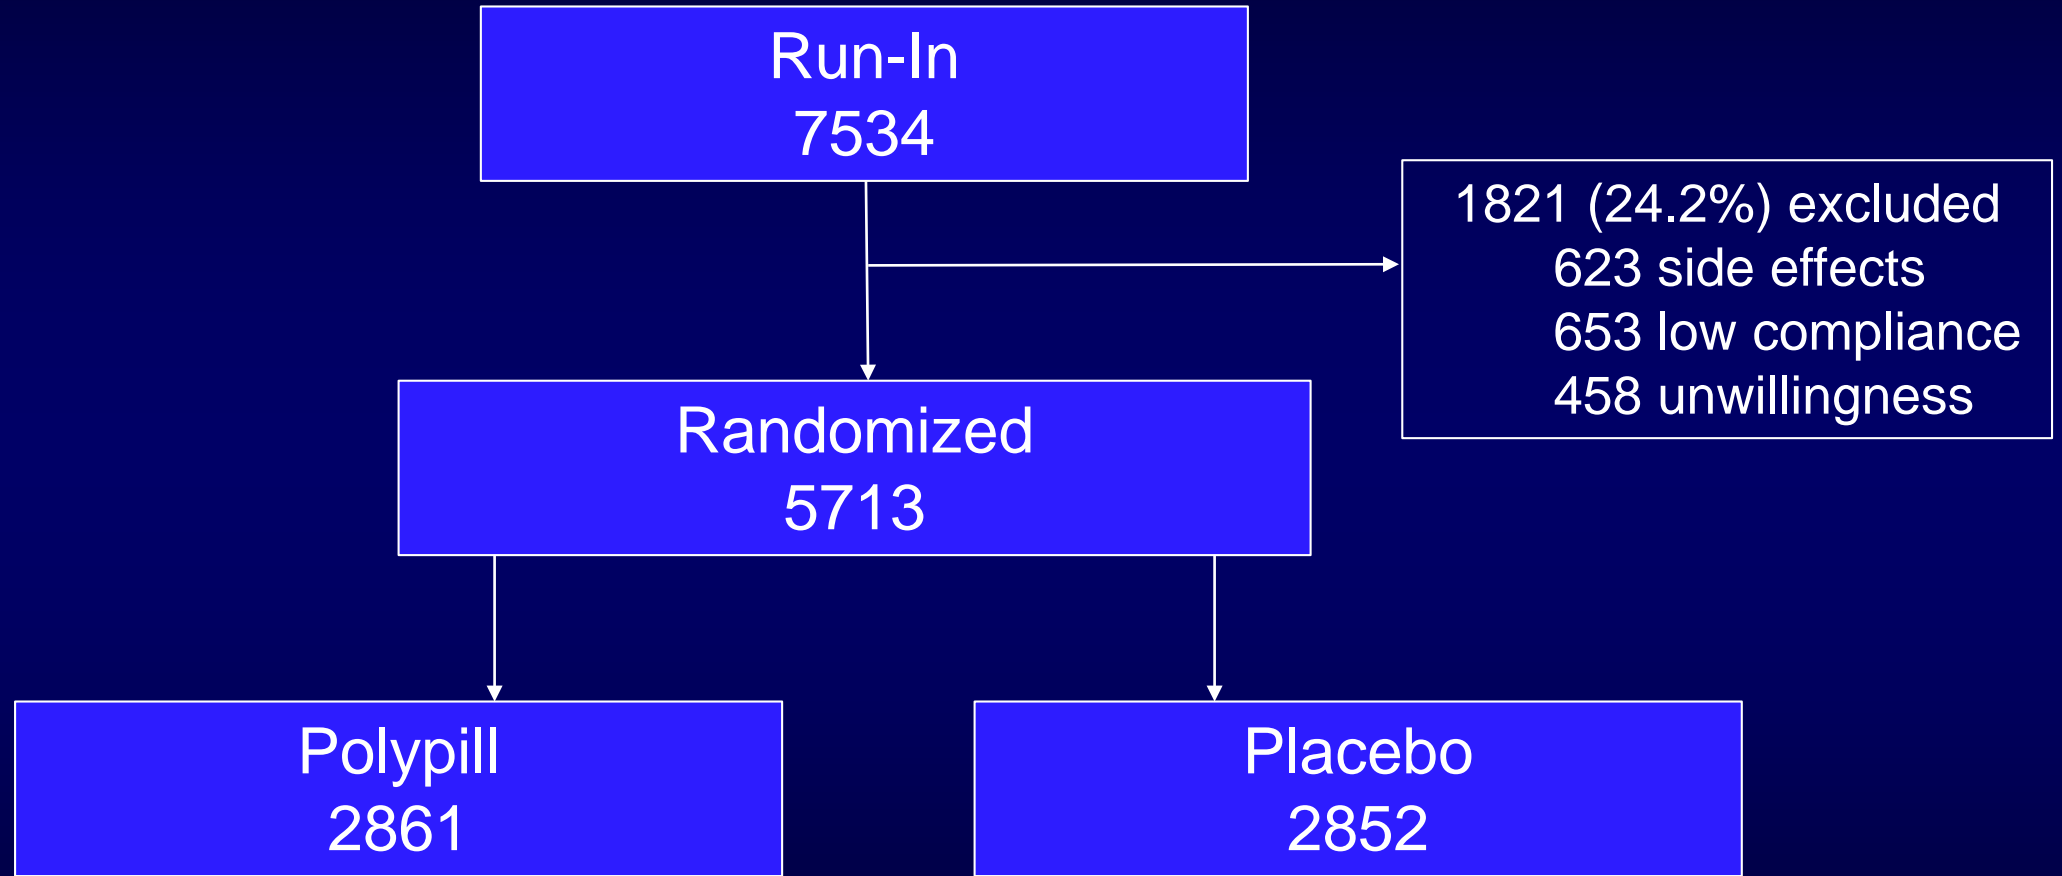 Run-In
7534
1821 (24.2%) excluded
623 side effects
653 low compliance
458 unwillingness
Randomized
5713
Polypill
2861
Placebo
2852